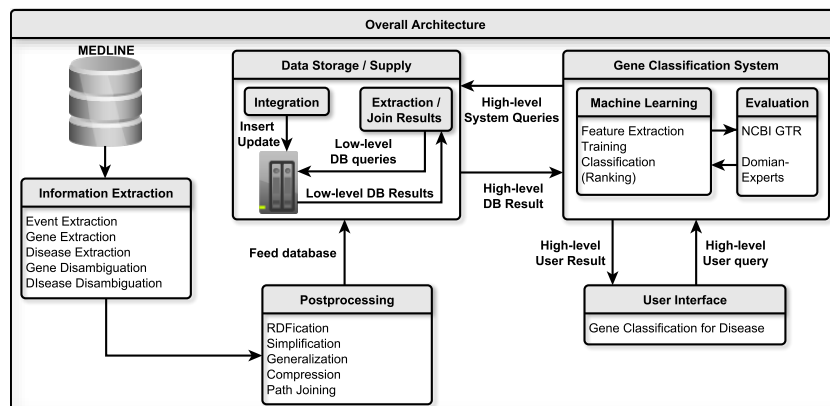 Overall Architecture
MEDLINE
Information Extraction
Event Extraction
Gene Extraction
Disease Extraction
Gene Disambiguation
DIsease Disambiguation
Data Storage / Supply
Integration
Extraction /
Join Results
Insert
Update
Low-level
DB queries
Low-level DB Results
Feed database
Postprocessing
RDFication
Simplification
Generalization
Compression
Path Joining
High-level
System Queries
High-level
DB Result
Gene Classification System
Machine Learning
Feature Extraction
Training
Classification
(Ranking)
Evaluation
NCBI GTR
Domian-
Experts
High-level
User Result
High-level
User query
User Interface
Gene Classification for Disease